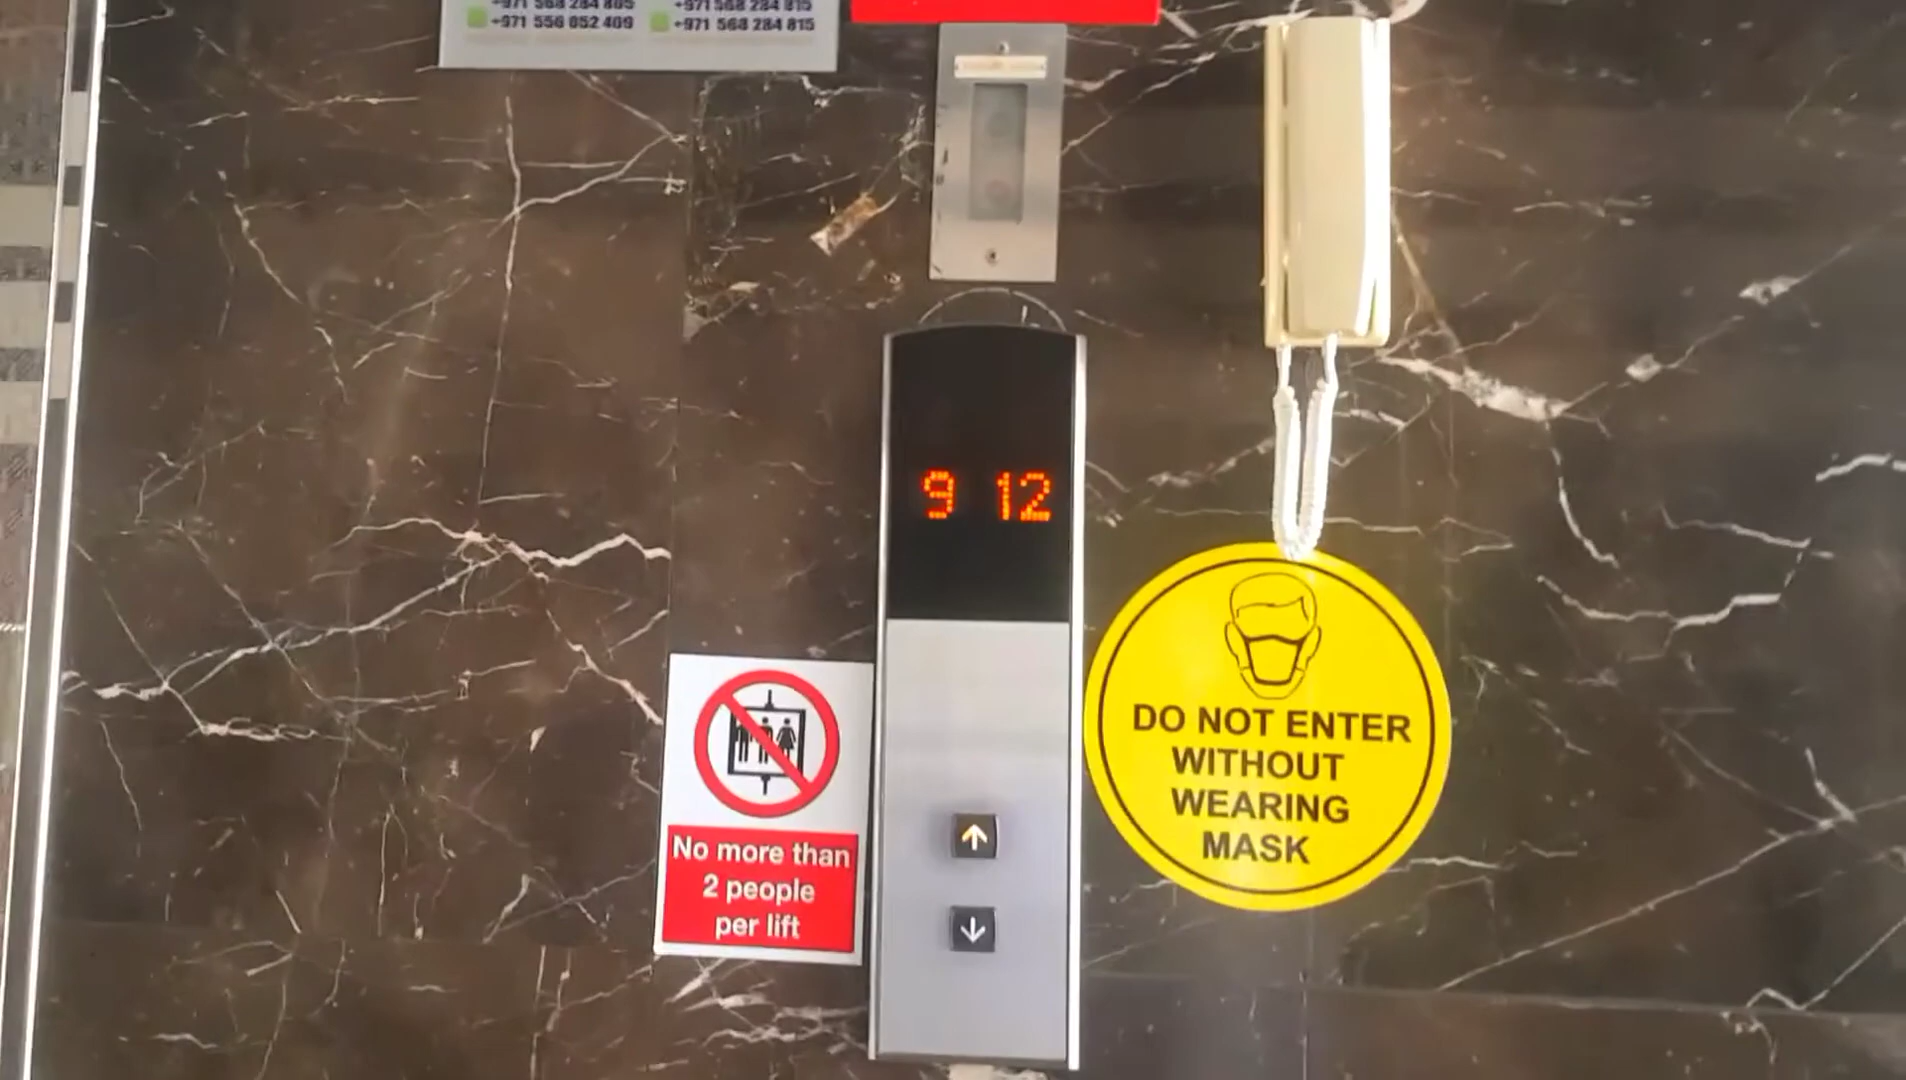 +971 556 052 409
+971 568 284 815
9 12
No more than
2 people
per lift
DO NOT ENTER
WITHOUT
WEARING
MASK